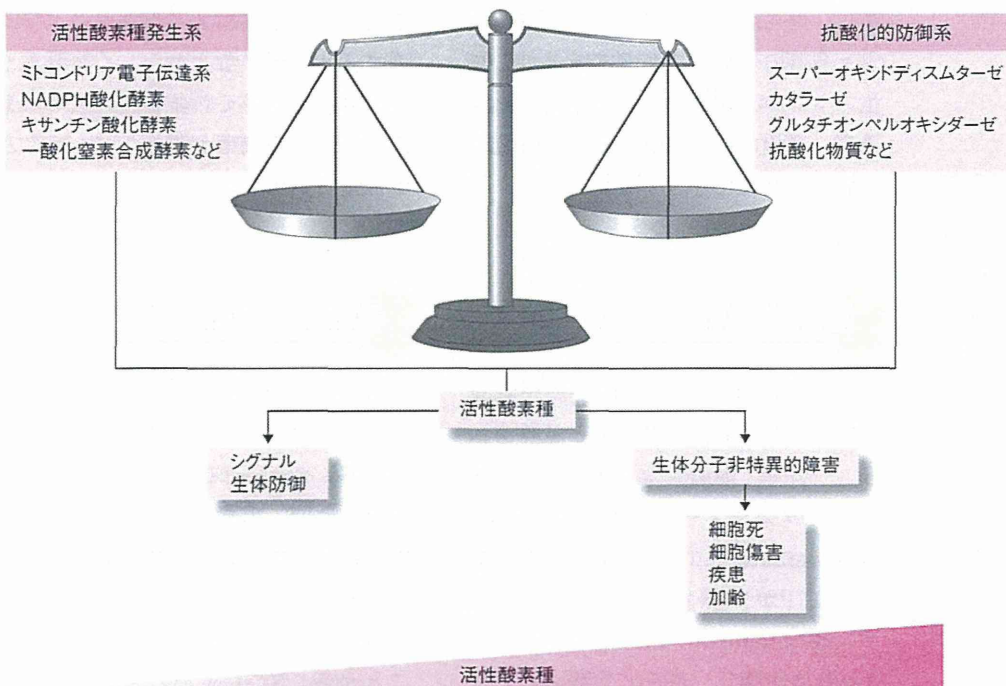 活性酸素種発生系
ミトコンドリア電子伝達系
NADPH酸化酵素
キサンチン酸化酵素
一酸化窒素合成酵素など
抗酸化的防御系
スーパーオキシドディスムターゼ
カタラーゼ
グルタチオンペルオキシダーゼ
抗酸化物質など
活性酸素種
シグナル
生体防御
生体分子非特異的障害
細胞死
細胞傷害
疾患
加齢
活性酸素種